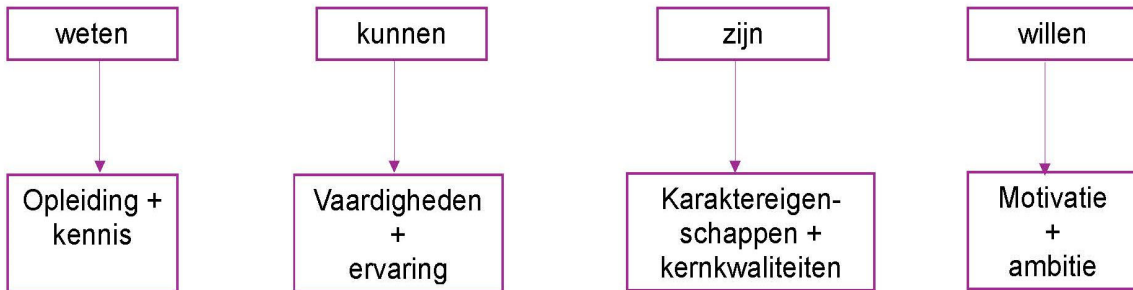 weten
kunnen
zijn
willen
Opleiding +
kennis
Vaardigheden
+
ervaring
Karaktereigen-
schappen +
kernkwaliteiten
Motivatie
+
ambitie